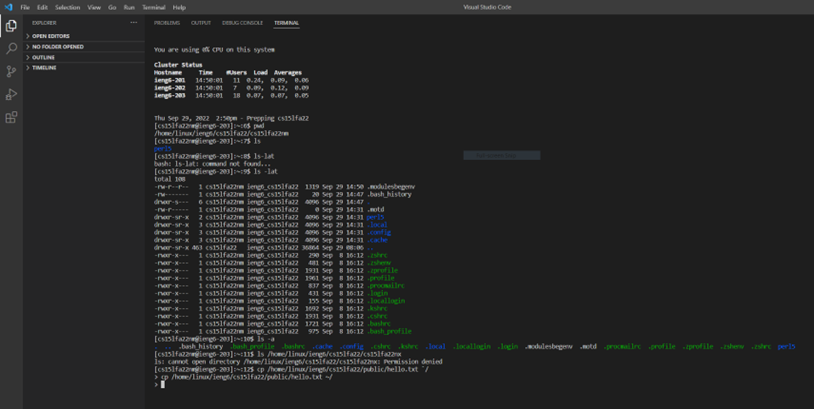 File Edit Selection View Go Run Terminal Help
Visual Studio Code
EXPLORER ...
OPEN EDITORS
NO FOLDER OPENED
OUTLINE
TIMELINE
PROBLEMS OUTPUT DEBUG CONSOLE TERMINAL
You are using 0% CPU on this system
Cluster Status
Hostname Time #Users Load Averages
ieng6-201 14:50:01 11 0.24, 0.09, 0.06
ieng6-202 14:50:01 7 0.09, 0.12, 0.09
ieng6-203 14:50:01 18 0.07, 0.07, 0.05
Thu Sep 29, 2022 2:50pm - Prepping cs15lfa22
[cs15lfa22nm@ieng6-203]:~:6$ pwd
/home/linux/ieng6/cs15lfa22/cs15lfa22nm
[cs15lfa22nm@ieng6-203]:~:7$ ls
perl5
[cs15lfa22nm@ieng6-203]:~:8$ ls-lat
bash: ls-lat: command not found...
[cs15lfa22nm@ieng6-203]:~:9$ ls -lat
total 108
-rw-r--r-- 1 cs15lfa22nm ieng6_cs15lfa22 1319 Sep 29 14:50 .modulesbegenv
-rw------- 1 cs15lfa22nm ieng6_cs15lfa22 20 Sep 29 14:47 .bash_history
drwxr-s--- 6 cs15lfa22nm ieng6_cs15lfa22 4096 Sep 29 14:47 .
-rw-r----- 1 cs15lfa22nm ieng6_cs15lfa22 0 Sep 29 14:31 .motd
drwxr-sr-x 2 cs15lfa22nm ieng6_cs15lfa22 4096 Sep 29 14:31 perl5
drwxr-sr-x 3 cs15lfa22nm ieng6_cs15lfa22 4096 Sep 29 14:31 .local
drwxr-sr-x 3 cs15lfa22nm ieng6_cs15lfa22 4096 Sep 29 14:31 .config
drwxr-sr-x 3 cs15lfa22nm ieng6_cs15lfa22 4096 Sep 29 14:31 .cache
drwxr-sr-x 463 cs15lfa22 ieng6_cs15lfa22 36864 Sep 29 08:06 ..
-rwxr-x--- 1 cs15lfa22nm ieng6_cs15lfa22 290 Sep 8 16:12 .zshrc
-rwxr-x--- 1 cs15lfa22nm ieng6_cs15lfa22 481 Sep 8 16:12 .zshenv
-rwxr-x--- 1 cs15lfa22nm ieng6_cs15lfa22 1931 Sep 8 16:12 .zprofile
-rwxr-x--- 1 cs15lfa22nm ieng6_cs15lfa22 1961 Sep 8 16:12 .profile
-rwxr-x--- 1 cs15lfa22nm ieng6_cs15lfa22 837 Sep 8 16:12 .procmailrc
-rwxr-x--- 1 cs15lfa22nm ieng6_cs15lfa22 431 Sep 8 16:12 .login
-rwxr-x--- 1 cs15lfa22nm ieng6_cs15lfa22 155 Sep 8 16:12 .locallogin
-rwxr-x--- 1 cs15lfa22nm ieng6_cs15lfa22 1692 Sep 8 16:12 .kshrc
-rwxr-x--- 1 cs15lfa22nm ieng6_cs15lfa22 1931 Sep 8 16:12 .cshrc
-rwxr-x--- 1 cs15lfa22nm ieng6_cs15lfa22 1721 Sep 8 16:12 .bashrc
-rwxr-x--- 1 cs15lfa22nm ieng6_cs15lfa22 975 Sep 8 16:12 .bash_profile
[cs15lfa22nm@ieng6-203]:~:10$ ls -a
. .. .bash_history .bash_profile .bashrc .cache .config .cshrc .kshrc .local .locallogin .login .modulesbegenv .motd .procmailrc .profile .zprofile .zshenv .zshrc perl5
[cs15lfa22nm@ieng6-203]:~:11$ ls /home/linux/ieng6/cs15lfa22/cs15lfa22nx
ls: cannot open directory /home/linux/ieng6/cs15lfa22/cs15lfa22nx: Permission denied
[cs15lfa22nm@ieng6-203]:~:12$ cp /home/linux/ieng6/cs15lfa22/public/hello.txt `/
> cp /home/linux/ieng6/cs15lfa22/public/hello.txt ~/
>